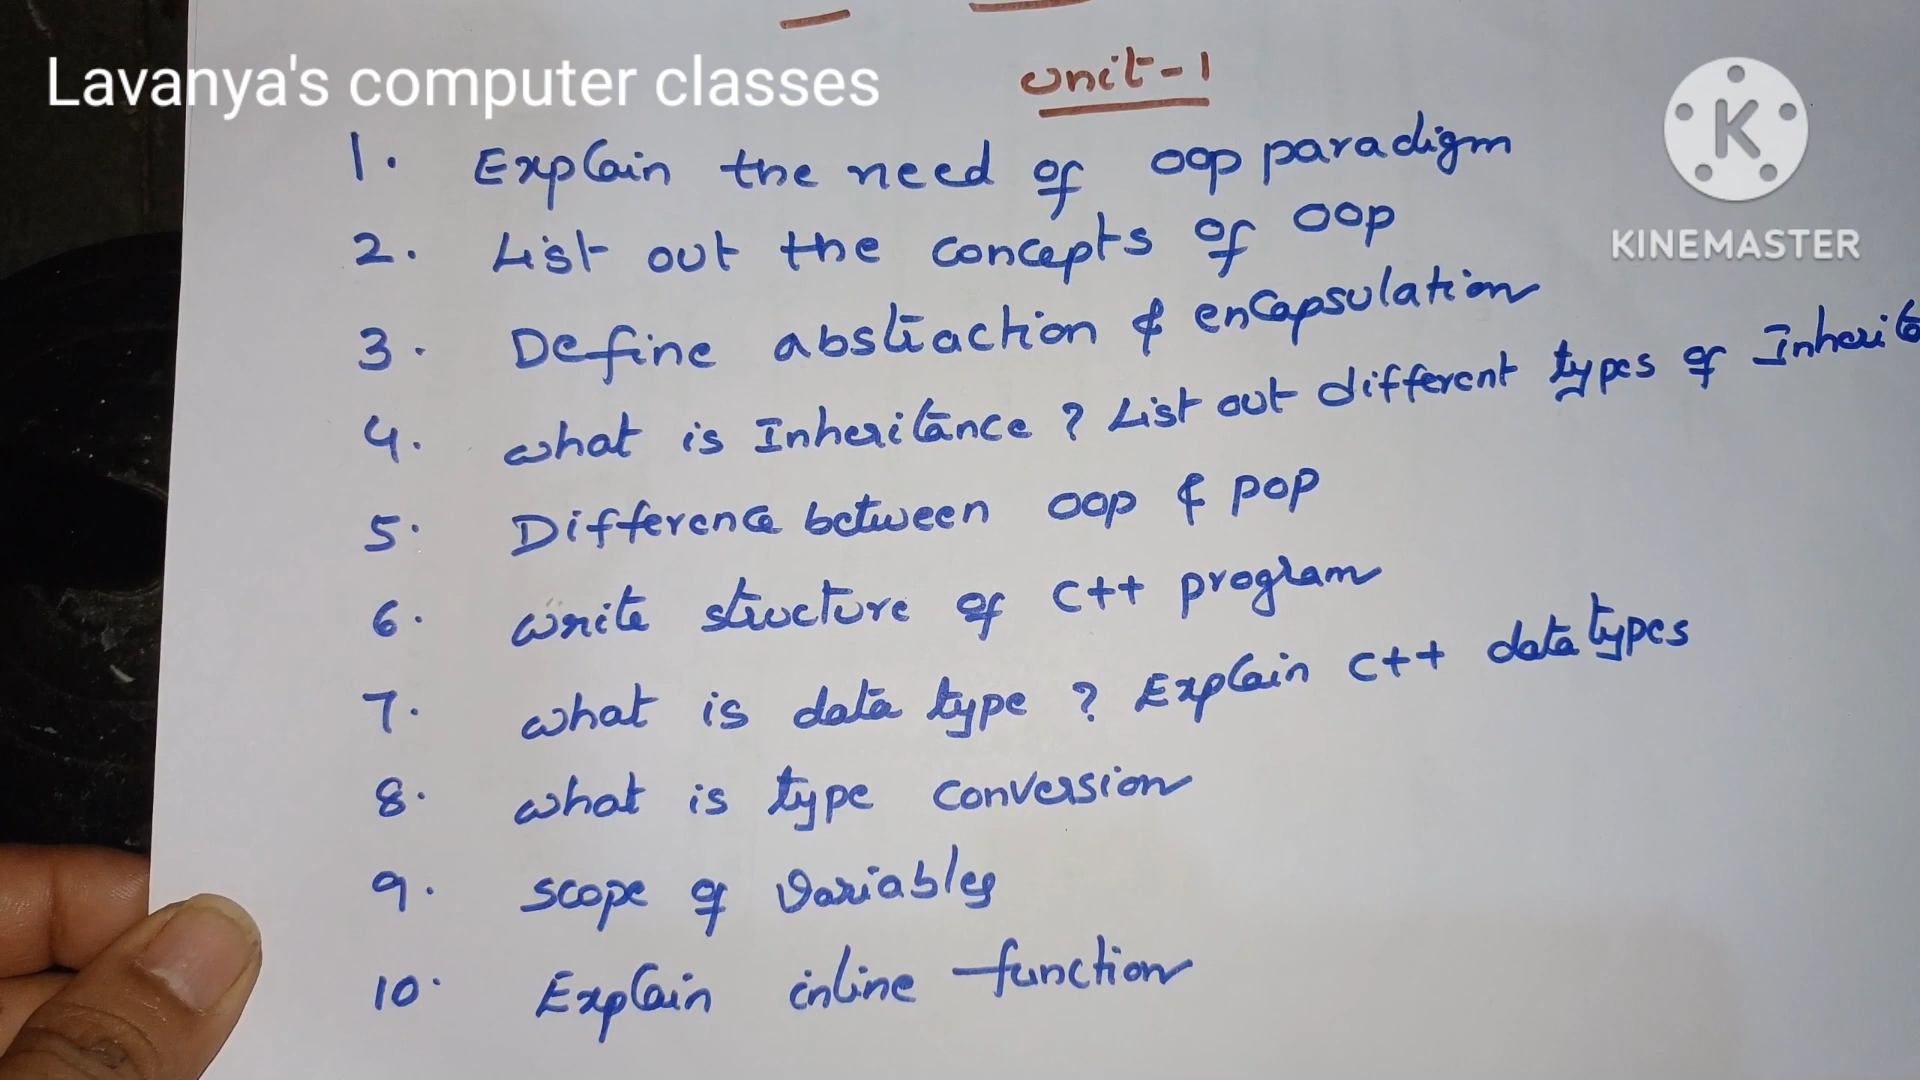 Lavanya's computer classes
Unit-1
K
KINEMASTER
1. Explain the need of OOP paradigm
2. List out the concepts of OOP
3. Define abstraction & encapsulation
4. what is Inheritance ? List out different types of
5. Difference between OOP & POP
6. write structure of C++ program
7. what is data type ? Explain C++ data types
8. what is type conversion
9. scope of variables
10. Explain inline function